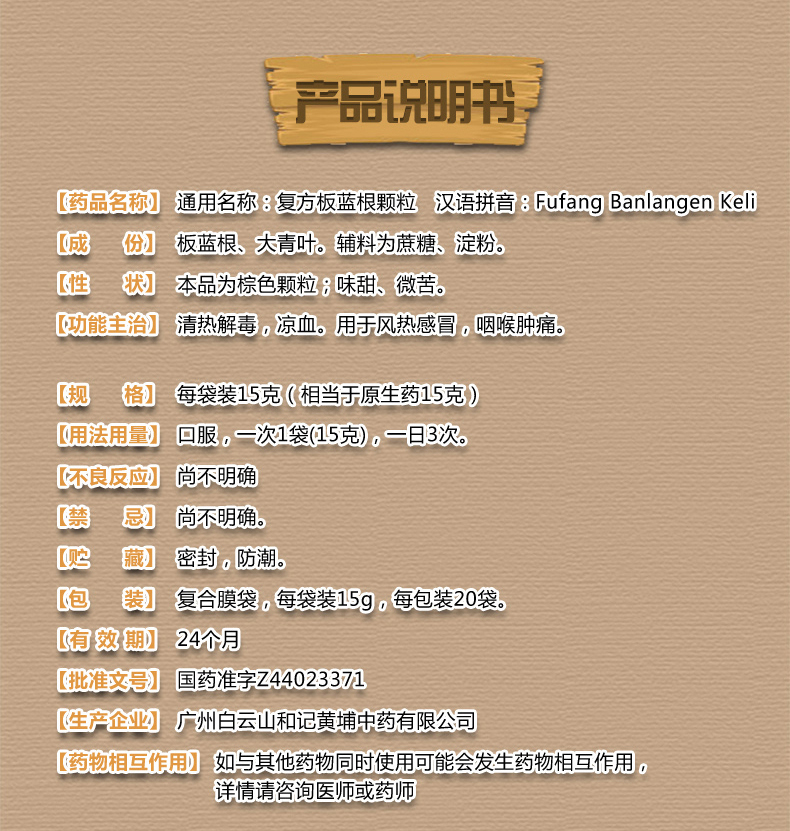 产品说明书
【药品名称】 通用名称：复方板蓝根颗粒 汉语拼音：Fufang Banlangen Keli
【成 份】 板蓝根、大青叶。辅料为蔗糖、淀粉。
【性 状】 本品为棕色颗粒；味甜、微苦。
【功能主治】 清热解毒，凉血。用于风热感冒，咽喉肿痛。
【规 格】 每袋装15克（相当于原生药15克）
【用法用量】 口服，一次1袋(15克)，一日3次。
【不良反应】 尚不明确
【禁 忌】 尚不明确。
【贮 藏】 密封，防潮。
【包 装】 复合膜袋，每袋装15g，每包装20袋。
【有 效 期】 24个月
【批准文号】 国药准字Z44023371
【生产企业】 广州白云山和记黄埔中药有限公司
【药物相互作用】 如与其他药物同时使用可能会发生药物相互作用，
详情请咨询医师或药师